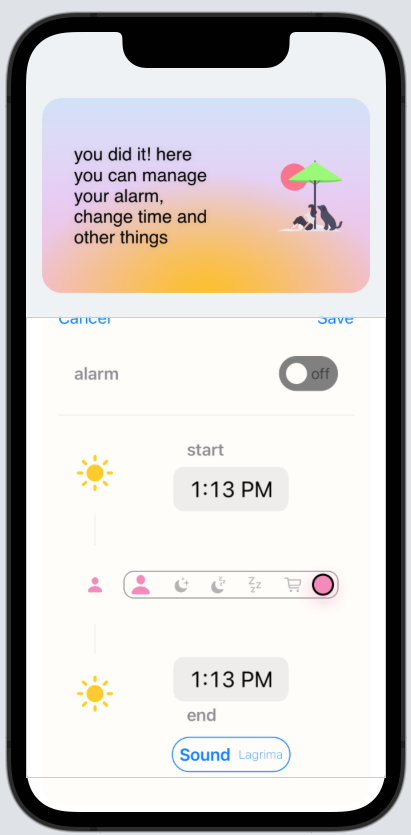 you did it! here
you can manage
your alarm,
change time and
other things
Cancel Save
alarm off
start
1:13 PM
1:13 PM
end
Sound Lagrima